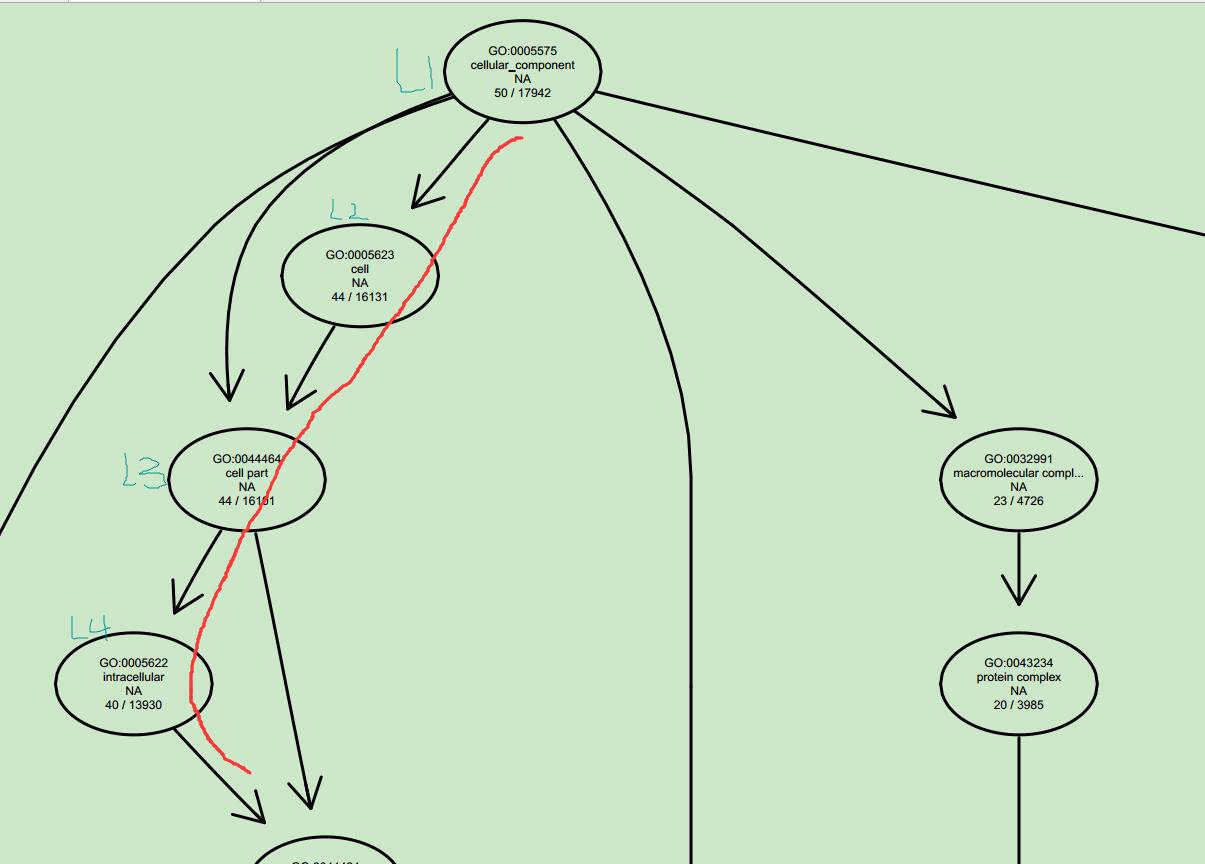 L1
GO:0005575
cellular_component
NA
50 / 17942
L2
GO:0005623
cell
NA
44 / 16131
L3
GO:0044464
cell part
NA
44 / 16101
GO:0032991
macromolecular compl...
NA
23 / 4726
L4
GO:0005622
intracellular
NA
40 / 13930
GO:0043234
protein complex
NA
20 / 3985